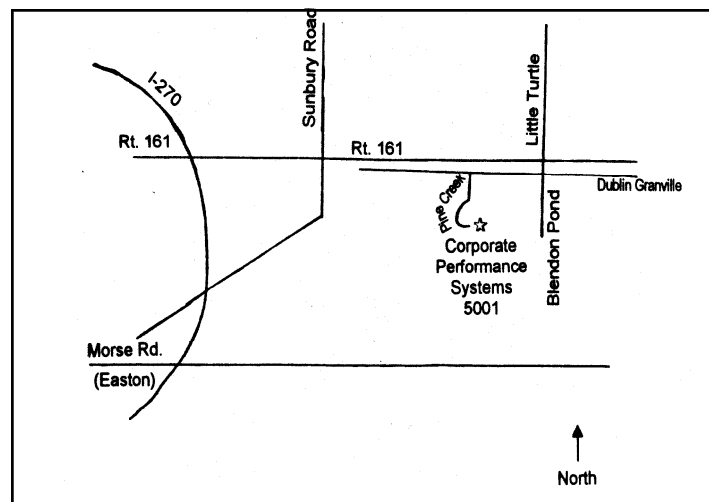 I-270
Sunbury Road
Little Turtle
Rt. 161
Rt. 161
Dublin Granville
Pine Creek
Corporate
Performance
Systems
5001
Blendon Pond
Morse Rd.
(Easton)
North